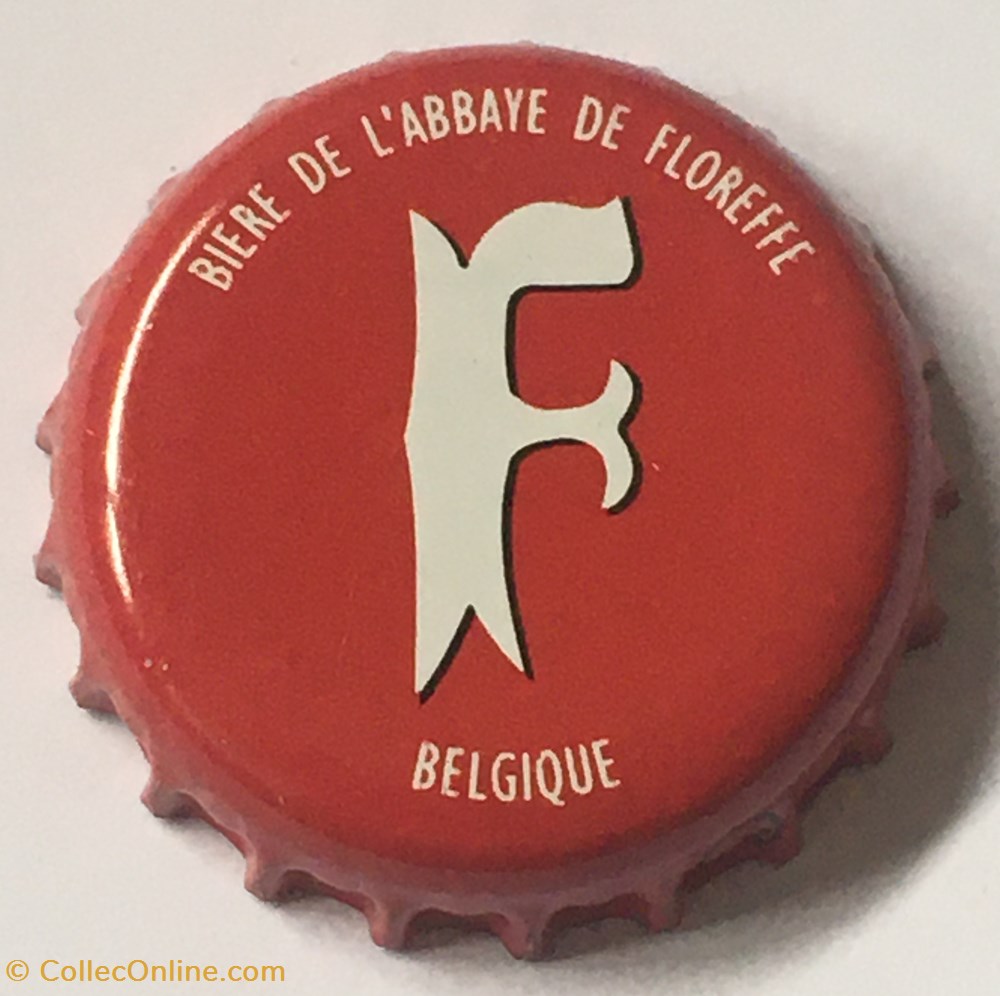 BIERE DE L'ABBAYE DE FLOREFFE
F
BELGIQUE
© CollecOnline.com